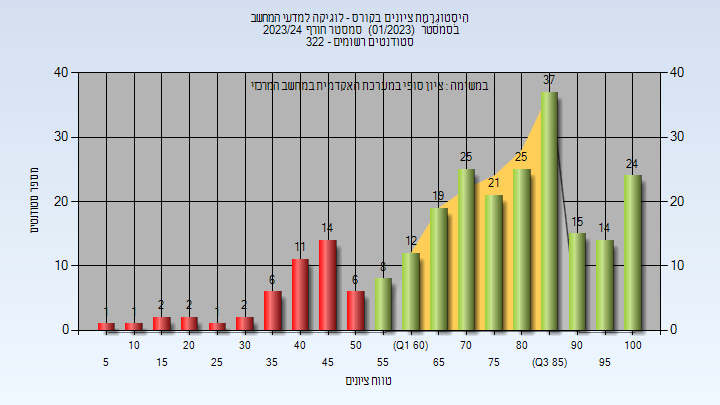 היסטוגרמת ציונים בקורס - לוגיקה למדעי המחשב
בסמסטר (01/2023) סמסטר חורף 2023/24
סטודנטים רשומים - 322
במשימה : ציון סופי במערכת האקדמית במחשב המרכזי
40 40
30 30
20 20
10 10
0 0
מספר סטודנטים
1 1 2 2 1 2 6 11 14 6 8 12 19 25 21 25 37 15 14 24
10 20 30 40 50 (Q1 60) 70 80 90 100
5 15 25 35 45 55 65 75 (Q3 85) 95
טווח ציונים